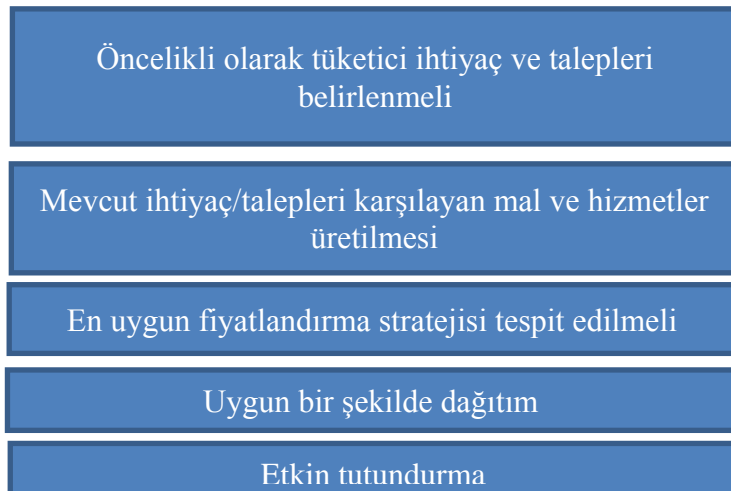 Öncelikli olarak tüketici ihtiyaç ve talepleri
belirlenmeli
Mevcut ihtiyaç/talepleri karşılayan mal ve hizmetler
üretilmesi
En uygun fiyatlandırma stratejisi tespit edilmeli
Uygun bir şekilde dağıtım
Etkin tutundurma